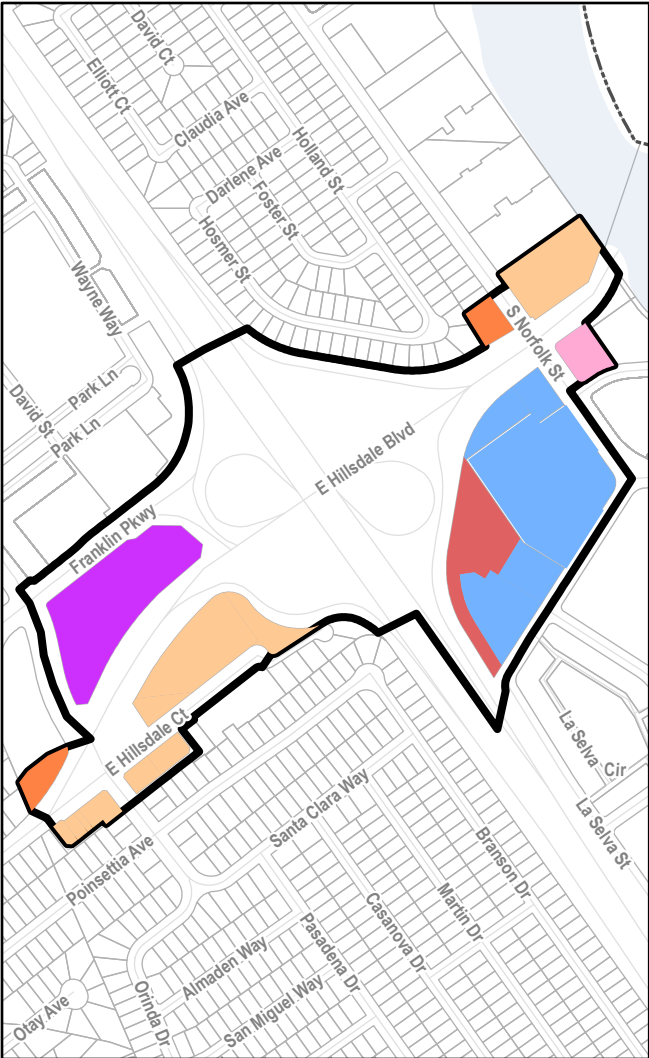 David Ct
Elliott Ct
Claudia Ave
Holland St
Darlene Ave
Foster St
Hosmer St
Wayne Way
S Norfolk St
Park Ln
David St
Park Ln
E Hillsdale Blvd
Franklin Pkwy
E Hillsdale Ct
La Selva
Cir
Santa Clara Way
La Selva St
Poinsettia Ave
Branson Dr
Martin Dr
Casanova Dr
Pasadena Dr
Almaden Way
San Miguel Way
Orinda Dr
Otay Ave